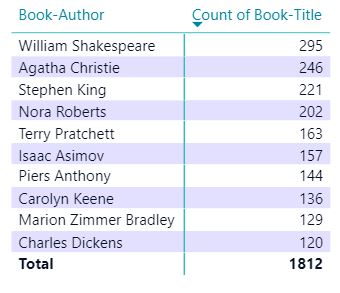 Book-Author Count of Book-Title
William Shakespeare 295
Agatha Christie 246
Stephen King 221
Nora Roberts 202
Terry Pratchett 163
Isaac Asimov 157
Piers Anthony 144
Carolyn Keene 136
Marion Zimmer Bradley 129
Charles Dickens 120
Total 1812